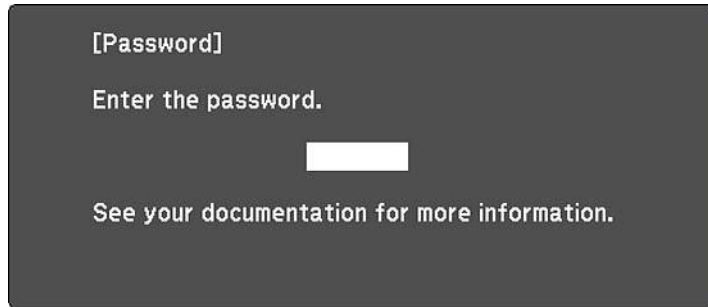 [Password]
Enter the password.
See your documentation for more information.